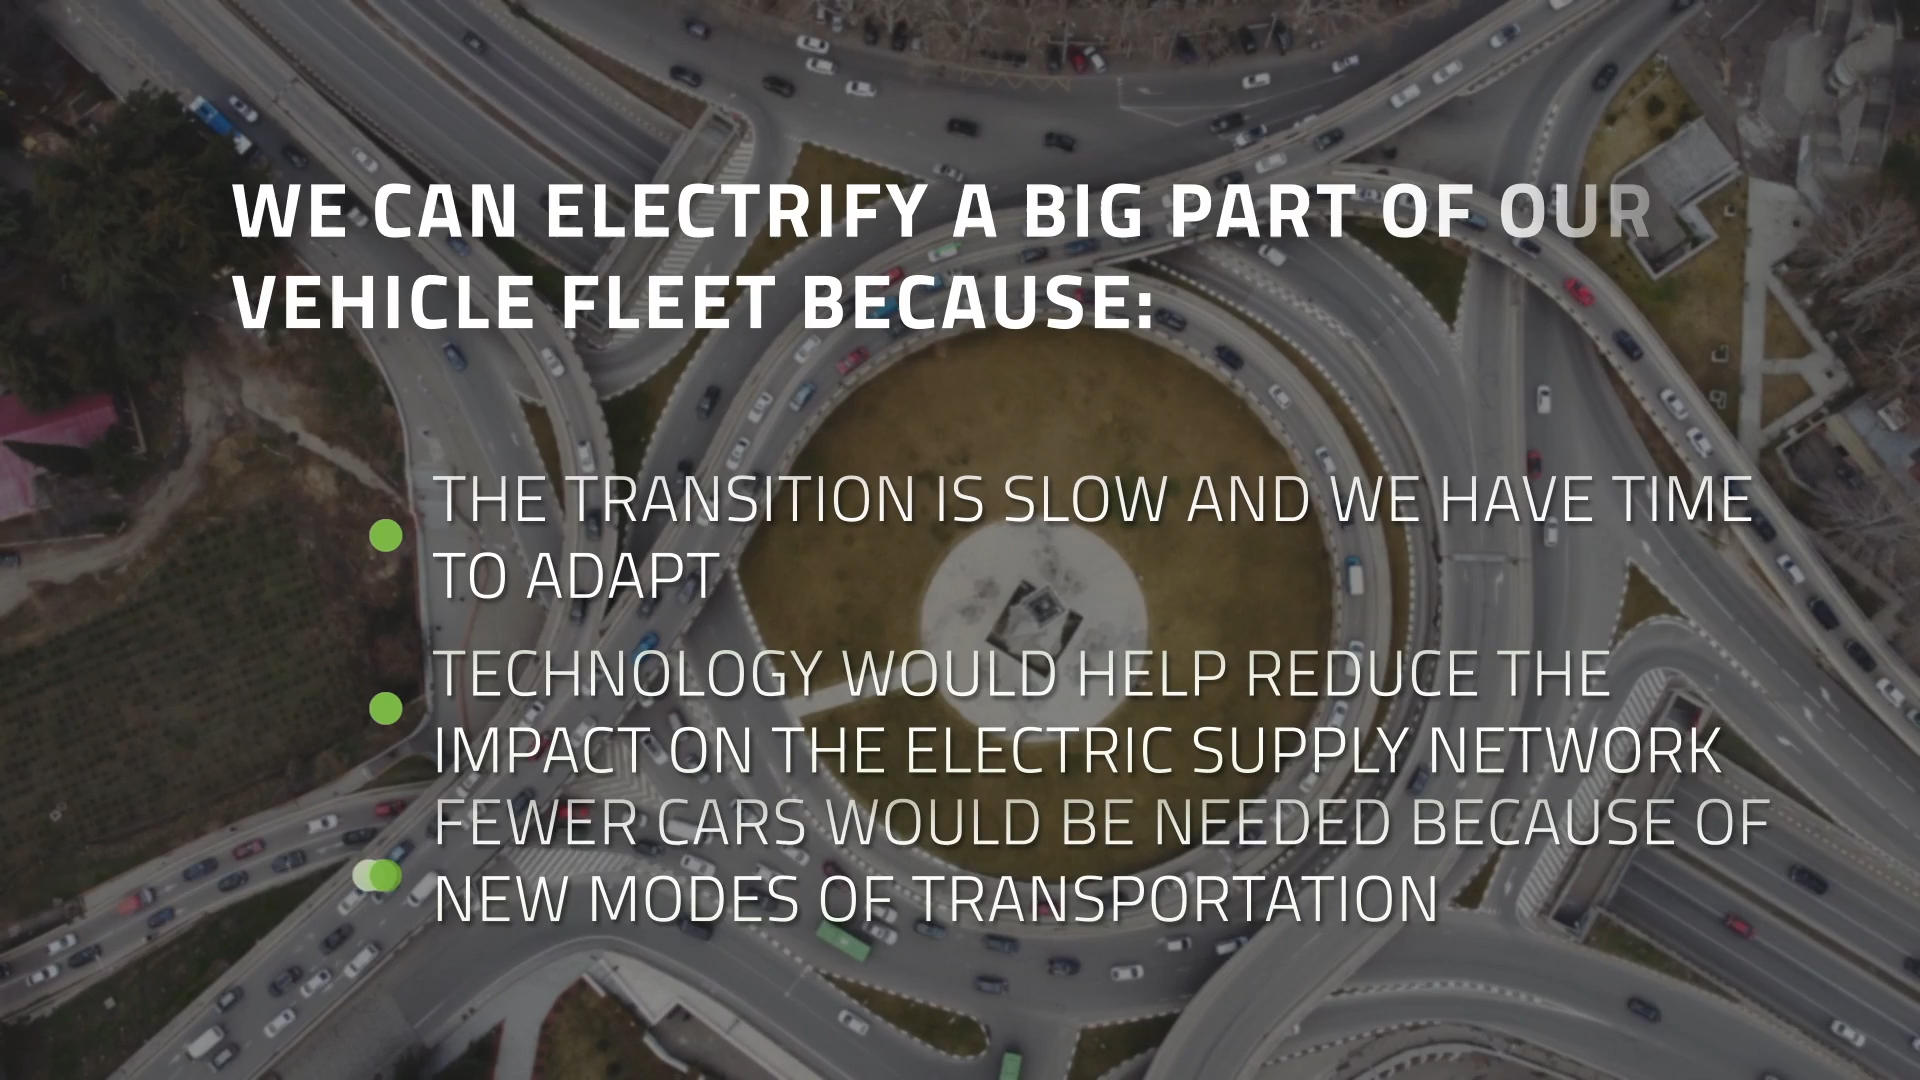 WE CAN ELECTRIFY A BIG PART OF OUR
VEHICLE FLEET BECAUSE:
THE TRANSITION IS SLOW AND WE HAVE TIME
TO ADAPT
TECHNOLOGY WOULD HELP REDUCE THE
IMPACT ON THE ELECTRIC SUPPLY NETWORK
FEWER CARS WOULD BE NEEDED BECAUSE OF
NEW MODES OF TRANSPORTATION